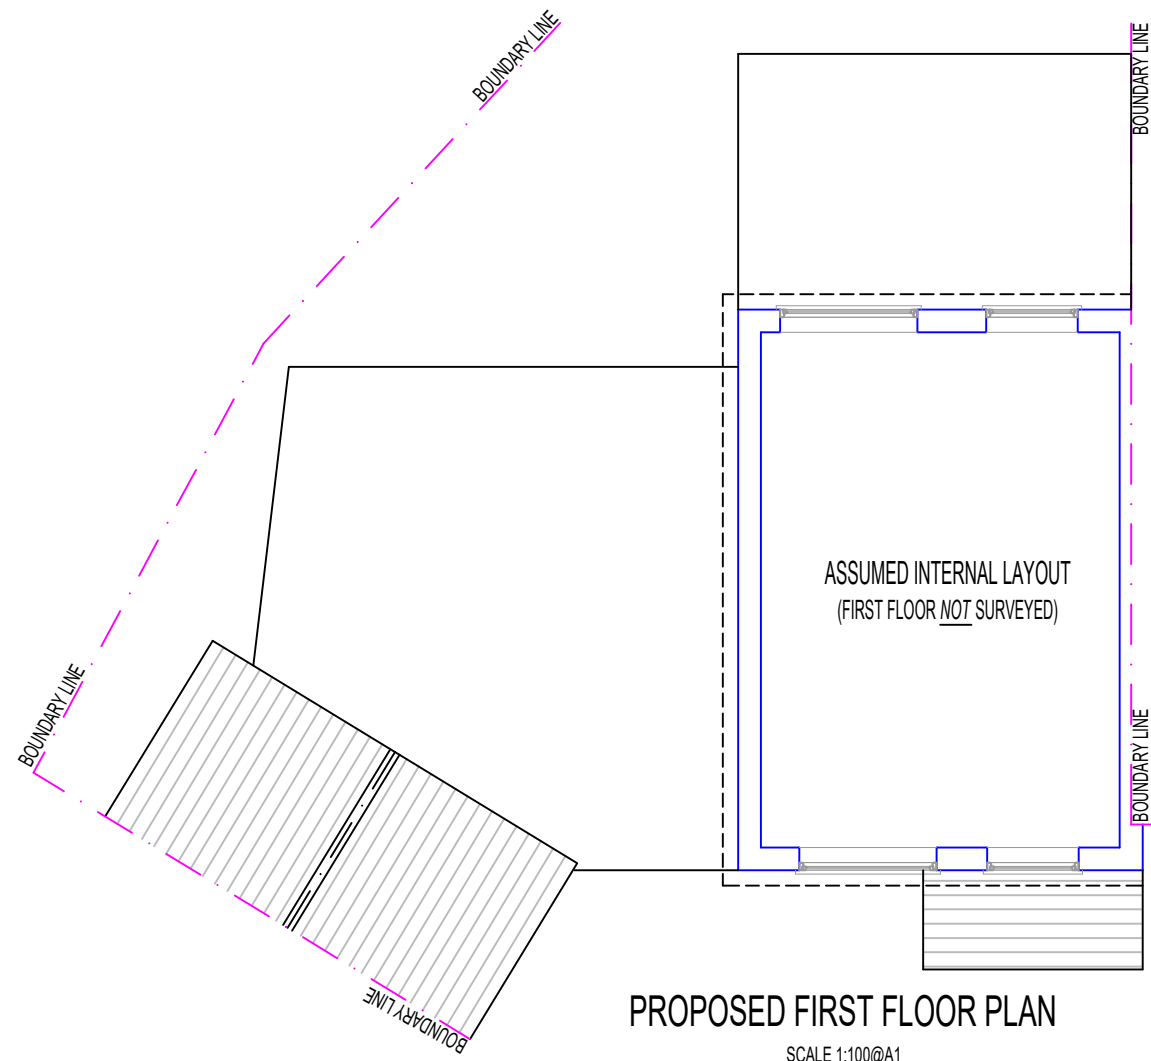 BOUNDARY LINE
BOUNDARY LINE
ASSUMED INTERNAL LAYOUT
(FIRST FLOOR NOT SURVEYED)
BOUNDARY LINE
BOUNDARY LINE
BOUNDARY LINE
PROPOSED FIRST FLOOR PLAN
SCALE 1:100@A1